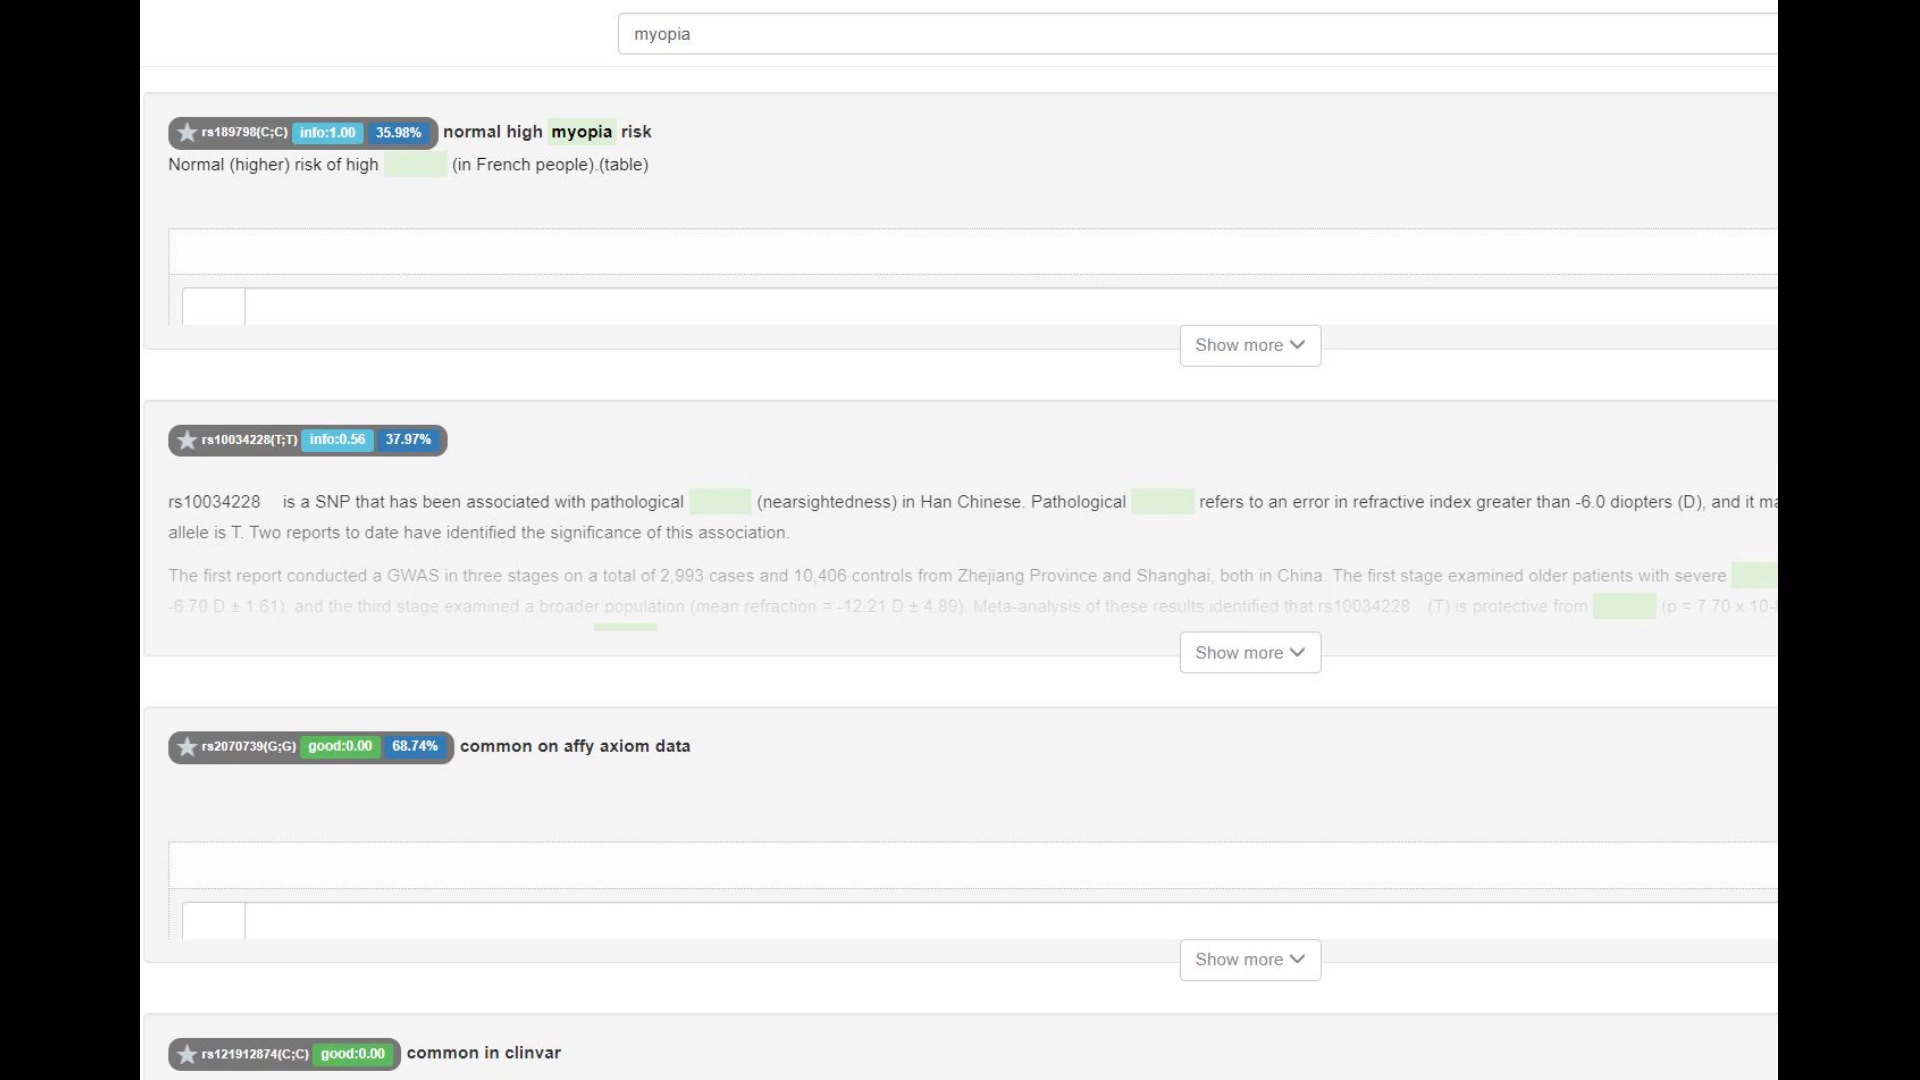 myopia
rs189798(C;C) info:1.00 35.98% normal high myopia risk
Normal (higher) risk of high (in French people).(table)
Show more
rs10034228(T;T) info:0.56 37.97%
rs10034228 is a SNP that has been associated with pathological (nearsightedness) in Han Chinese. Pathological refers to an error in refractive index greater than -6.0 diopters (D), and it
allele is T. Two reports to date have identified the significance of this association.
The first report conducted a GWAS in three stages on a total of 2,993 cases and 10,406 controls from Zhejiang Province and Shanghai, both in China. The first stage examined older patients with severe
-6.70 D ± 1.61), and the third stage examined a broader population (mean refraction = -12.21 D ± 4.89). Meta-analysis of these results identified that rs10034228 (T) is protective from (p = 7.70 x
Show more
rs2070739(G;G) good:0.00 68.74% common on affy axiom data
Show more
rs121912874(C;C) good:0.00 common in clinvar